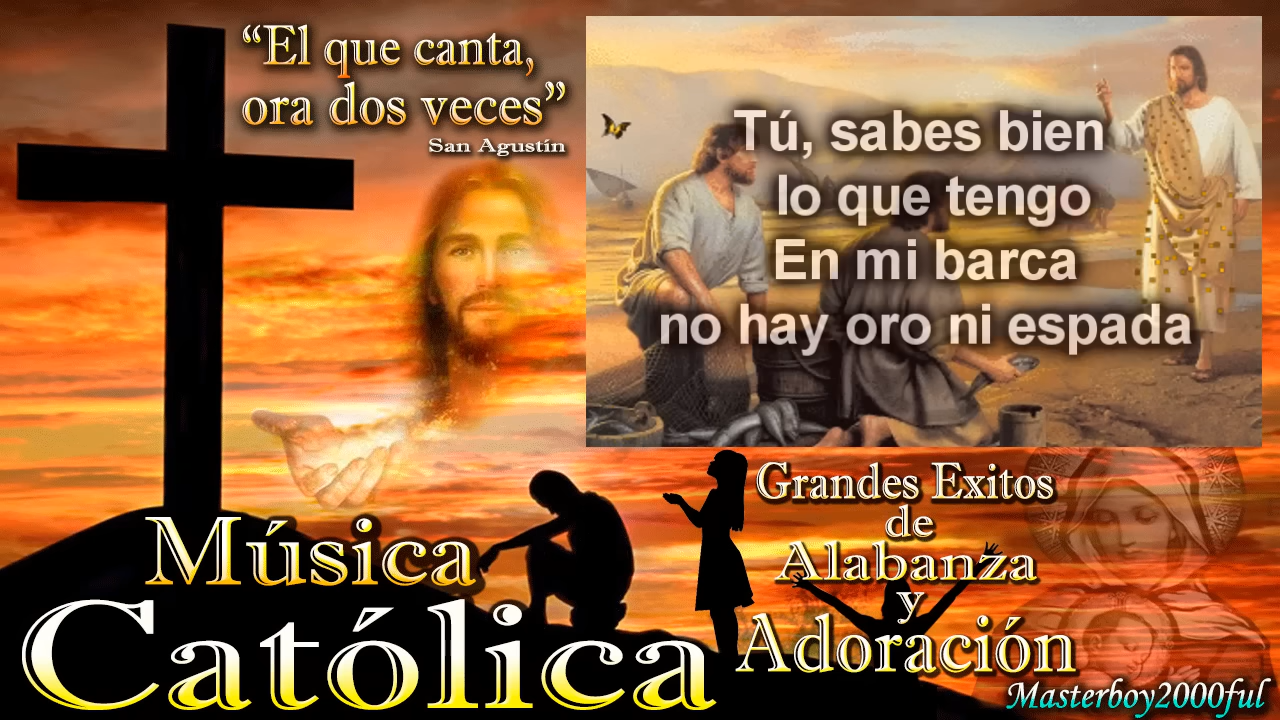 “El que canta,
ora dos veces”
San Agustín
Tú, sabes bien
lo que tengo
En mi barca
no hay oro ni espada
Música
Católica
Grandes Exitos
de
Alabanza
y
Adoración
Masterboy2000ful